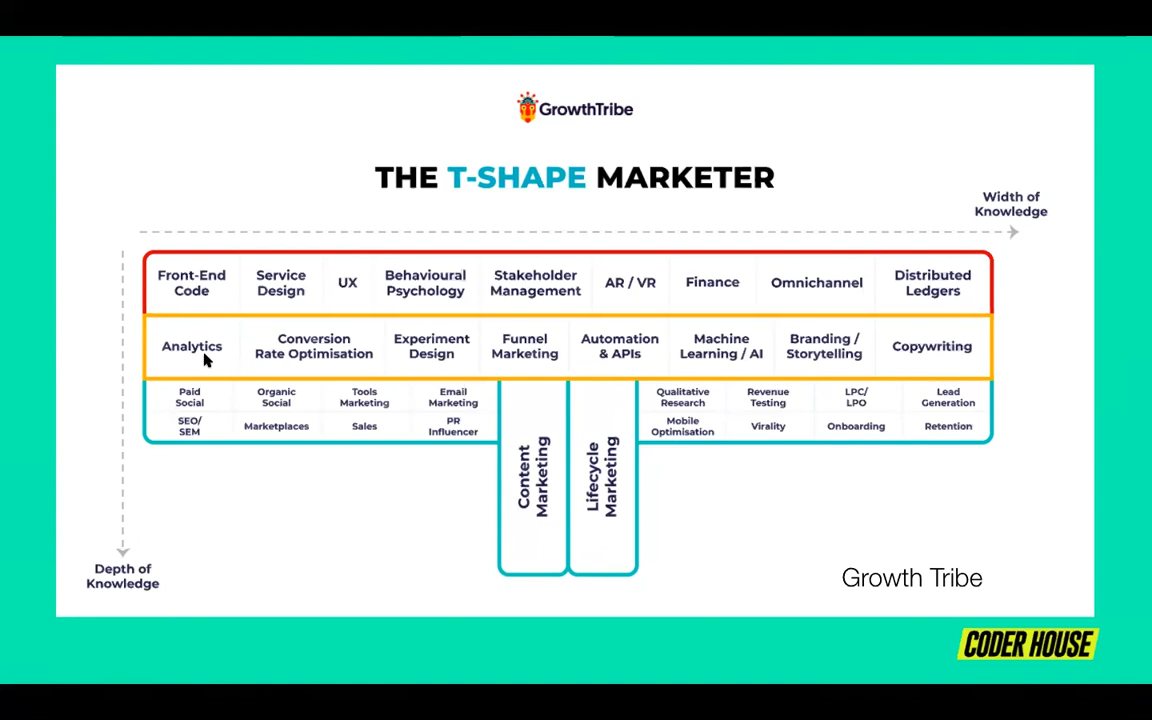 GrowthTribe
THE T-SHAPE MARKETER
Width of
Knowledge
Front-End
Code
Service
Design
UX
Behavioural
Psychology
Stakeholder
Management
AR / VR
Finance
Omnichannel
Distributed
Ledgers
Analytics
Conversion
Rate Optimisation
Experiment
Design
Funnel
Marketing
Automation
& APIs
Machine
Learning / AI
Branding /
Storytelling
Copywriting
Paid
Social
Organic
Social
Tools
Marketing
Email
Marketing
Qualitative
Research
Revenue
Testing
LPC/
LPO
Lead
Generation
SEO/
SEM
Marketplaces
Sales
PR
Influencer
Mobile
Optimisation
Virality
Onboarding
Retention
Content
Marketing
Lifecycle
Marketing
Depth of
Knowledge
Growth Tribe
CODER HOUSE